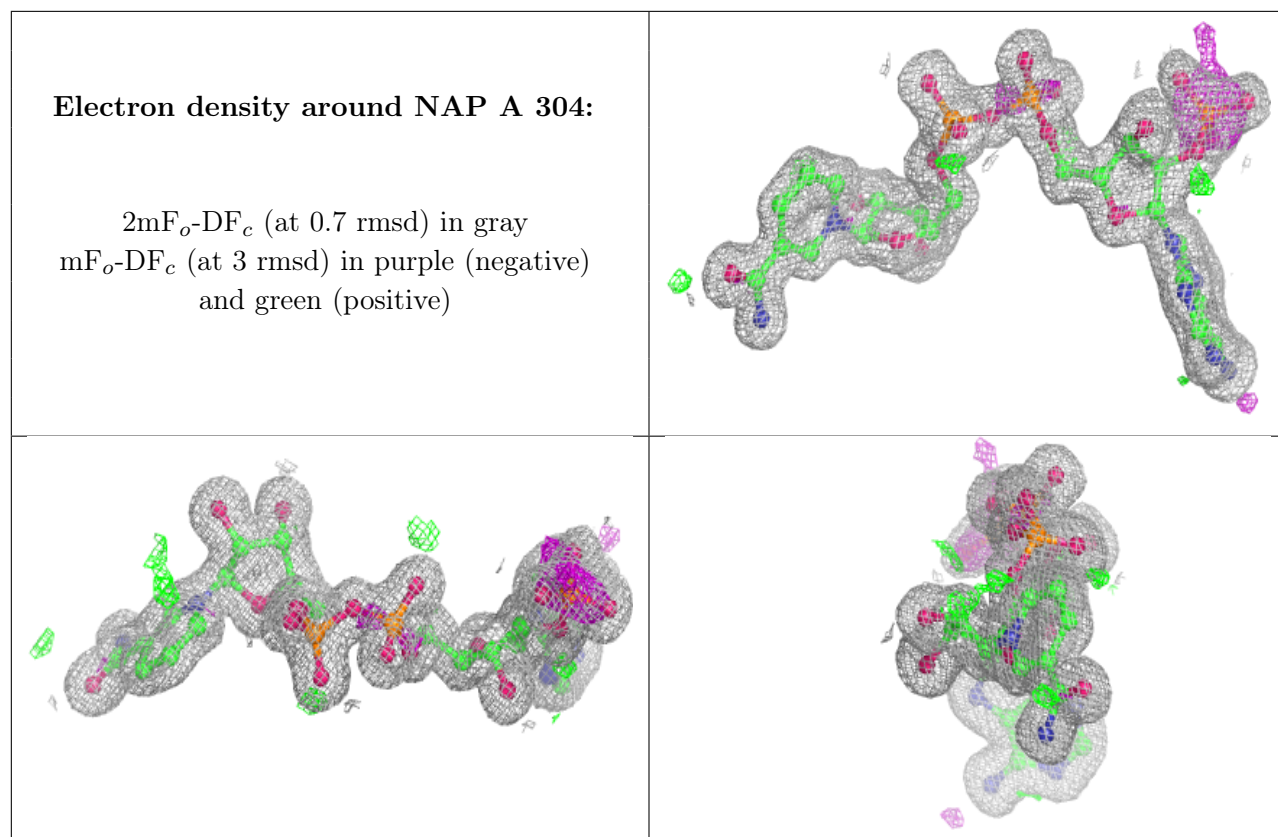 Electron density around NAP A 304:
2mFo-DFc (at 0.7 rmsd) in gray
mFo-DFc (at 3 rmsd) in purple (negative)
and green (positive)